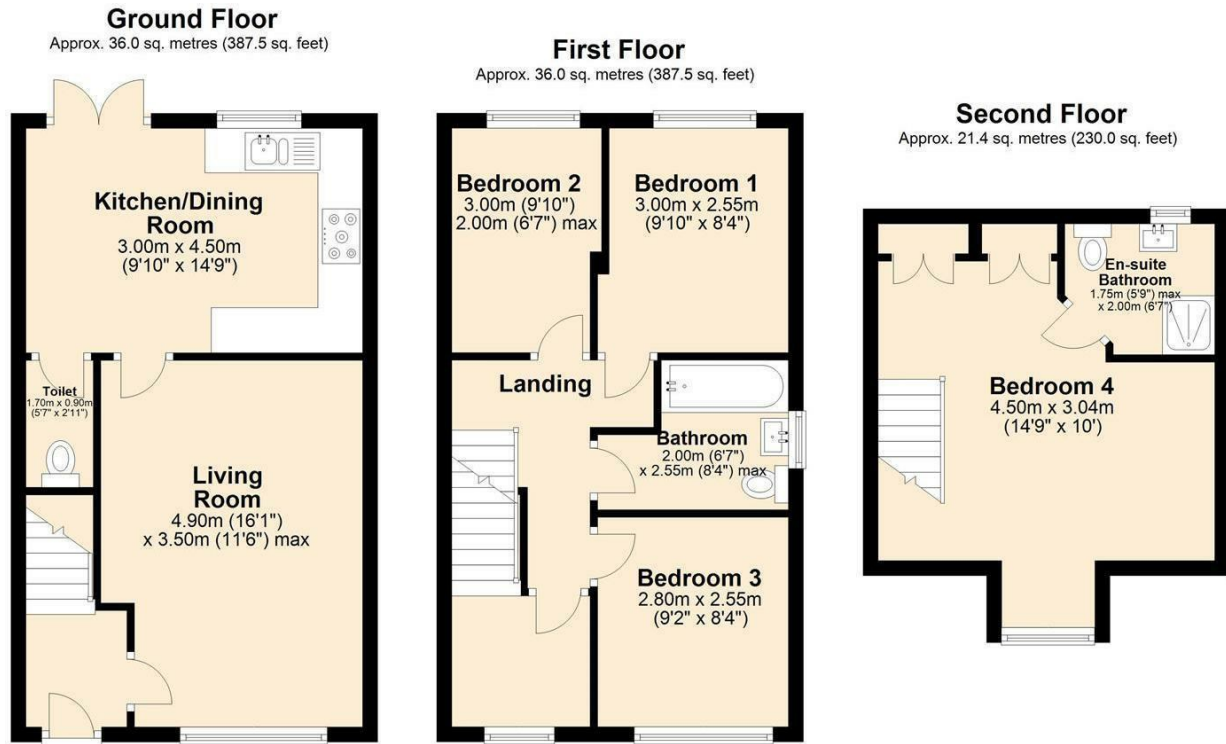 Ground Floor
Approx. 36.0 sq. metres (387.5 sq. feet)
Kitchen/Dining
Room
3.00m x 4.50m
(9'10" x 14'9")
Toilet
1.70m x 0.90m
(5'7" x 2'11")
Living
Room
4.90m (16'1")
x 3.50m (11'6") max
First Floor
Approx. 36.0 sq. metres (387.5 sq. feet)
Bedroom 2
3.00m (9'10")
2.00m (6'7") max
Bedroom 1
3.00m x 2.55m
(9'10" x 8'4")
Landing
Bathroom
2.00m (6'7")
x 2.55m (8'4") max
Bedroom 3
2.80m x 2.55m
(9'2" x 8'4")
Second Floor
Approx. 21.4 sq. metres (230.0 sq. feet)
En-suite
Bathroom
1.75m (5'9") max
x 2.00m (6'7")
Bedroom 4
4.50m x 3.04m
(14'9" x 10')